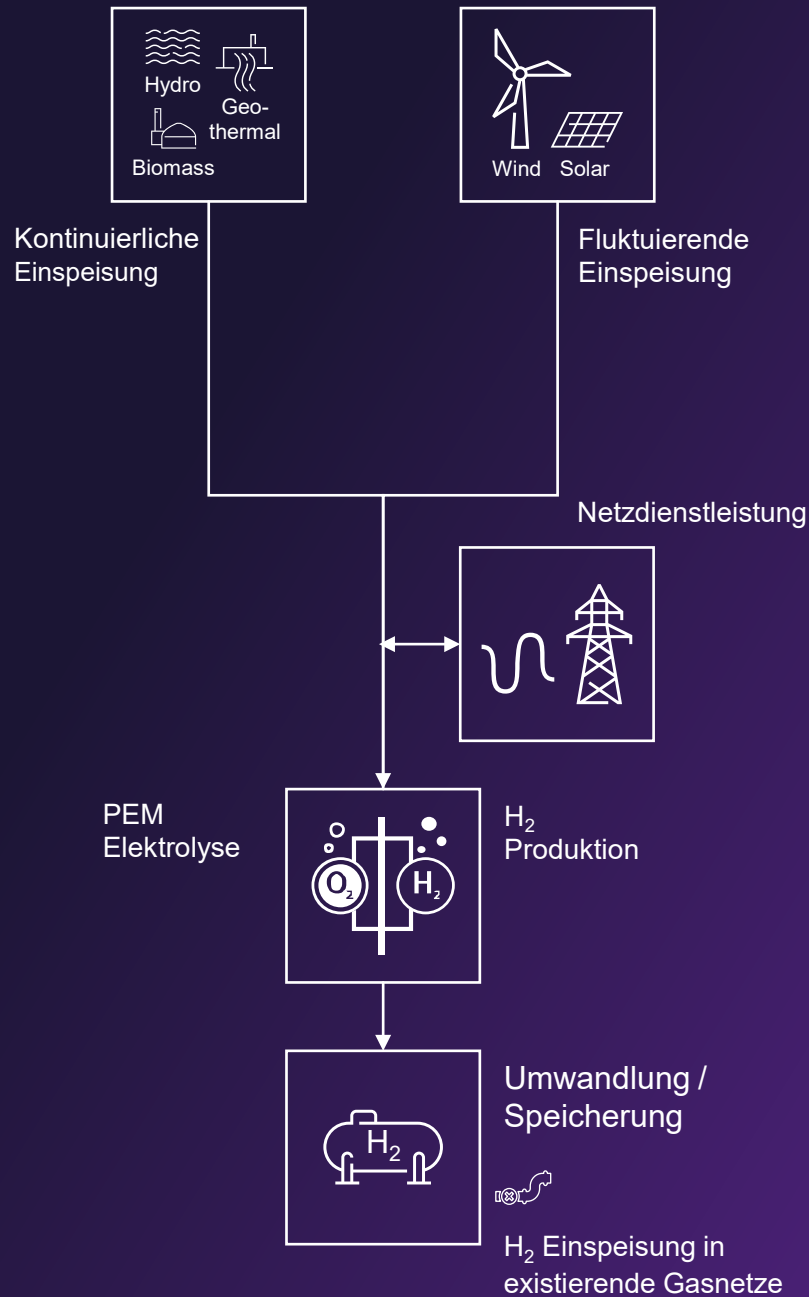 Hydro
Geo-
thermal
Biomass
Wind Solar
Kontinuierliche
Einspeisung
Fluktuierende
Einspeisung
Netzdienstleistung
PEM
Elektrolyse
O₂ H₂
H₂
Produktion
H₂
Umwandlung /
Speicherung
H₂ Einspeisung in
existierende Gasnetze